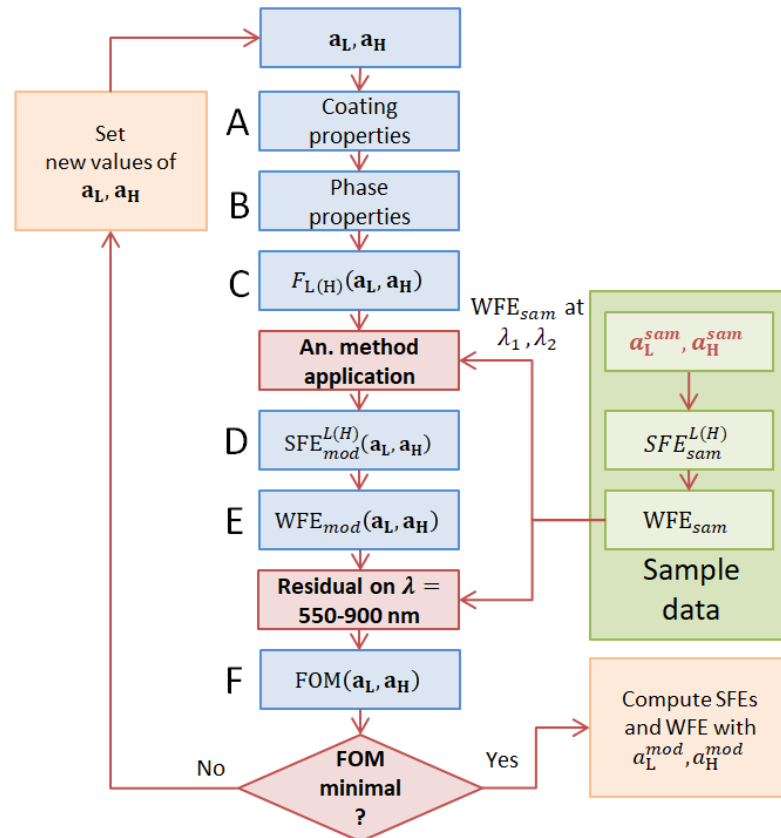 a_L, a_H
Set
new values of
a_L, a_H
A
Coating
properties
B
Phase
properties
C
F_L(H)(a_L, a_H)
WFE_sam at
λ_1, λ_2
An. method
application
a_L^sam, a_H^sam
D
SFE_mod^L(H)(a_L, a_H)
SFE_sam^L(H)
E
WFE_mod(a_L, a_H)
WFE_sam
Residual on λ =
550-900 nm
Sample
data
F
FOM(a_L, a_H)
Compute SFEs
and WFE with
a_L^mod, a_H^mod
No
FOM
minimal
?
Yes